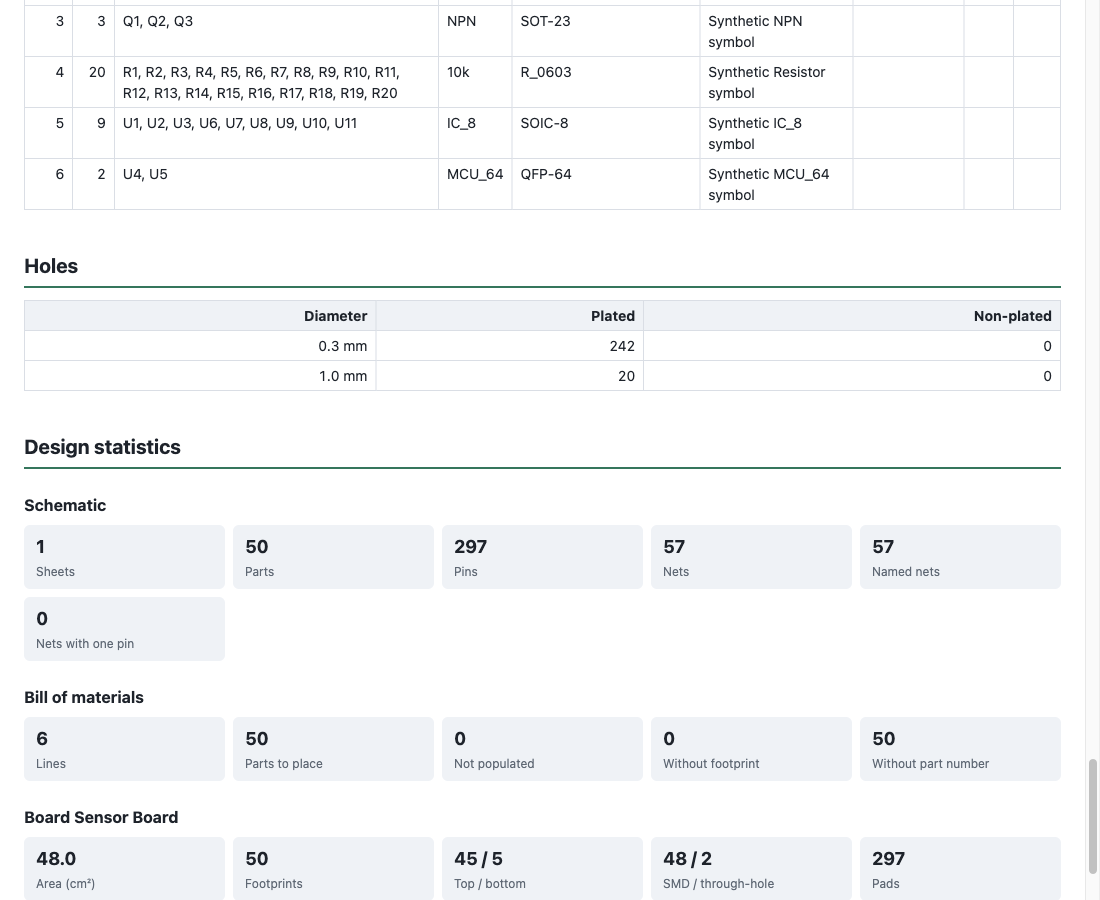 3 3 Q1, Q2, Q3 NPN SOT-23 Synthetic NPN
symbol
4 20 R1, R2, R3, R4, R5, R6, R7, R8, R9, R10, R11, 10k R_0603 Synthetic Resistor
R12, R13, R14, R15, R16, R17, R18, R19, R20 symbol
5 9 U1, U2, U3, U6, U7, U8, U9, U10, U11 IC_8 SOIC-8 Synthetic IC_8
symbol
6 2 U4, U5 MCU_64 QFP-64 Synthetic MCU_64
symbol
Holes
Diameter Plated Non-plated
0.3 mm 242 0
1.0 mm 20 0
Design statistics
Schematic
1 50 297 57 57
Sheets Parts Pins Nets Named nets
0
Nets with one pin
Bill of materials
6 50 0 0 50
Lines Parts to place Not populated Without footprint Without part number
Board Sensor Board
48.0 50 45 / 5 48 / 2 297
Area (cm²) Footprints Top / bottom SMD / through-hole Pads